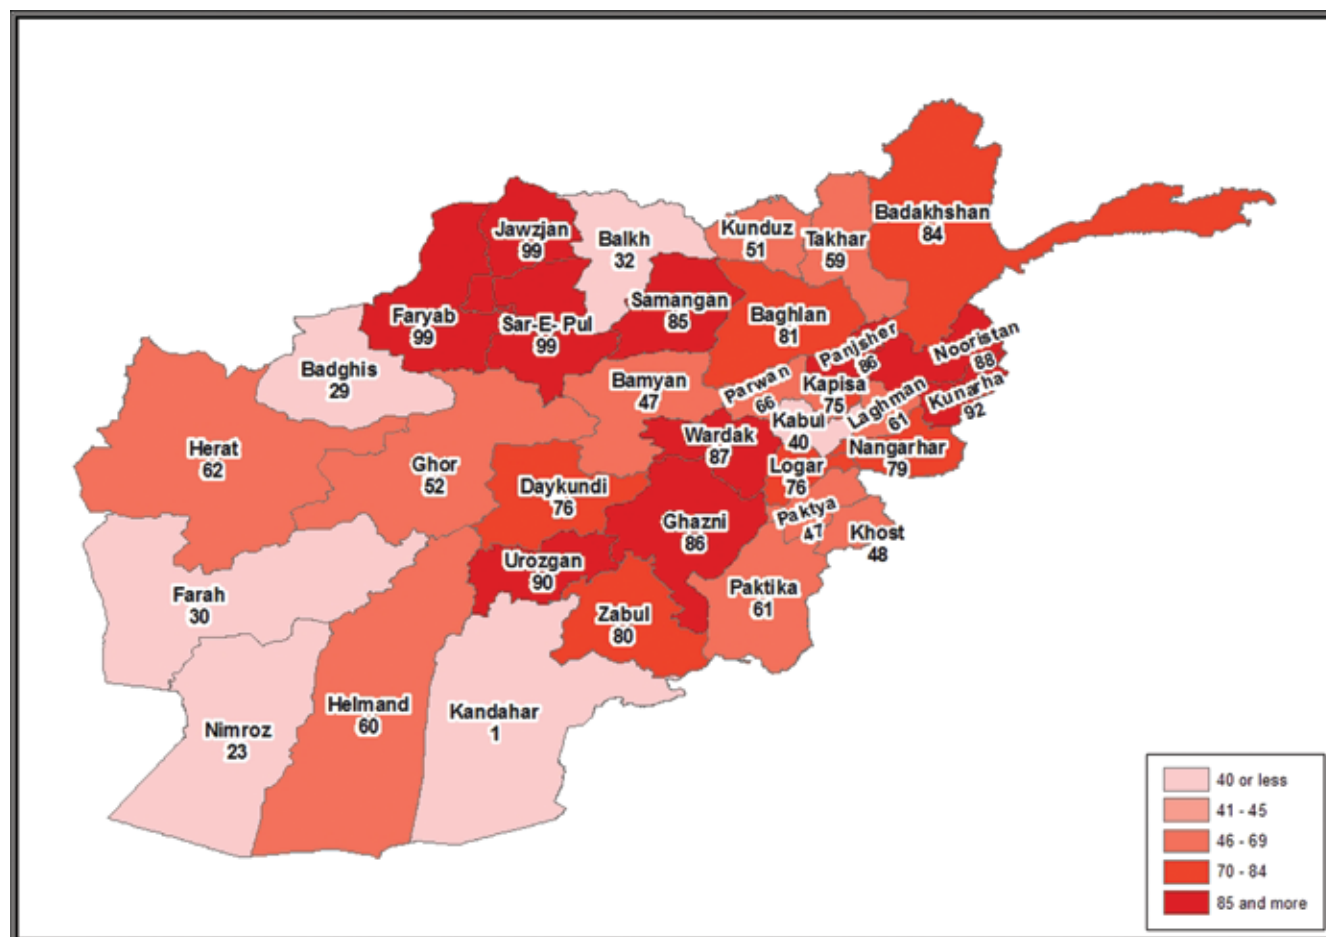 Badakhshan
84
Jawzjan
99
Balkh
32
Kunduz
51
Takhar
59
Samangan
85
Baghlan
81
Faryab
99
Sar-E- Pul
99
Panjsher
86
Nooristan
88
Badghis
29
Bamyan
47
Parwan
66
Kapisa
75
Laghman
61
Kunarha
92
Kabul
40
Herat
62
Ghor
52
Wardak
87
Logar
76
Nangarhar
79
Daykundi
76
Ghazni
86
Paktya
47
Khost
48
Urozgan
90
Farah
30
Zabul
80
Paktika
61
Nimroz
23
Helmand
60
Kandahar
1
40 or less
41 - 45
46 - 69
70 - 84
85 and more